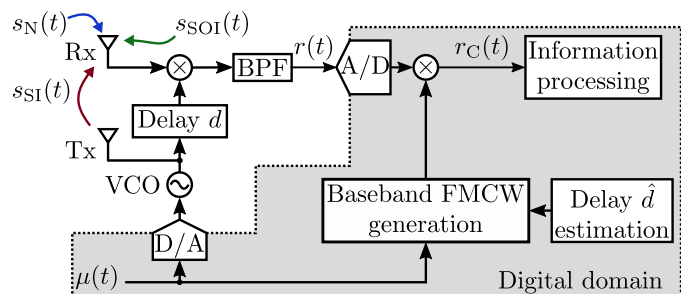 s_N(t)
s_SOI(t)
Rx
BPF
r(t)
A/D
r_C(t)
Information
processing
s_SI(t)
Delay d
Tx
VCO
Baseband FMCW
generation
Delay d̂
estimation
D/A
μ(t)
Digital domain